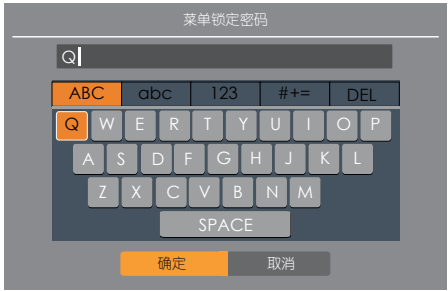 菜单锁定密码
Q
ABC abc 123 #+= DEL
Q W E R T Y U I O P
A S D F G H J K L
Z X C V B N M
SPACE
确定 取消